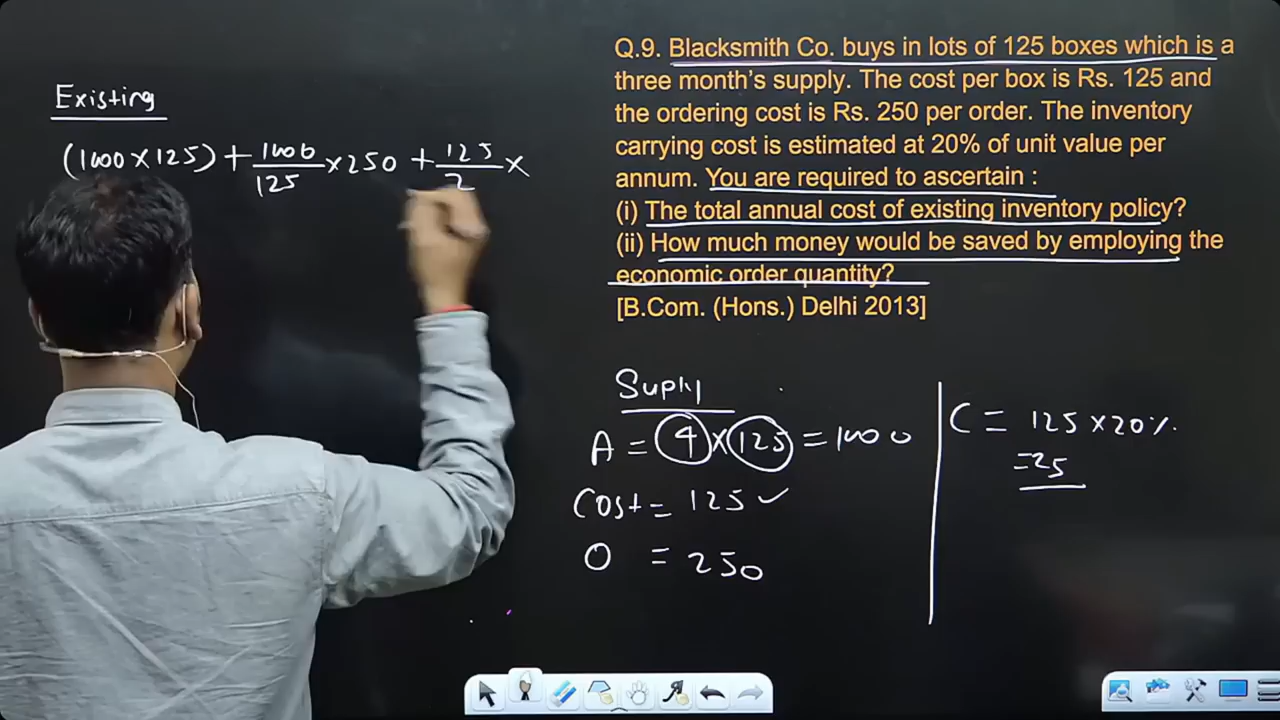 Existing
(1000×125) + 1000/125 ×250 + 125/2 ×
Q.9. Blacksmith Co. buys in lots of 125 boxes which is a
three month's supply. The cost per box is Rs. 125 and
the ordering cost is Rs. 250 per order. The inventory
carrying cost is estimated at 20% of unit value per
annum. You are required to ascertain :
(i) The total annual cost of existing inventory policy?
(ii) How much money would be saved by employing the
economic order quantity?
[B.Com. (Hons.) Delhi 2013]
Suply
A = 4×125 = 1000
Cost = 125 ✓
O = 250
C = 125×20%.
=25